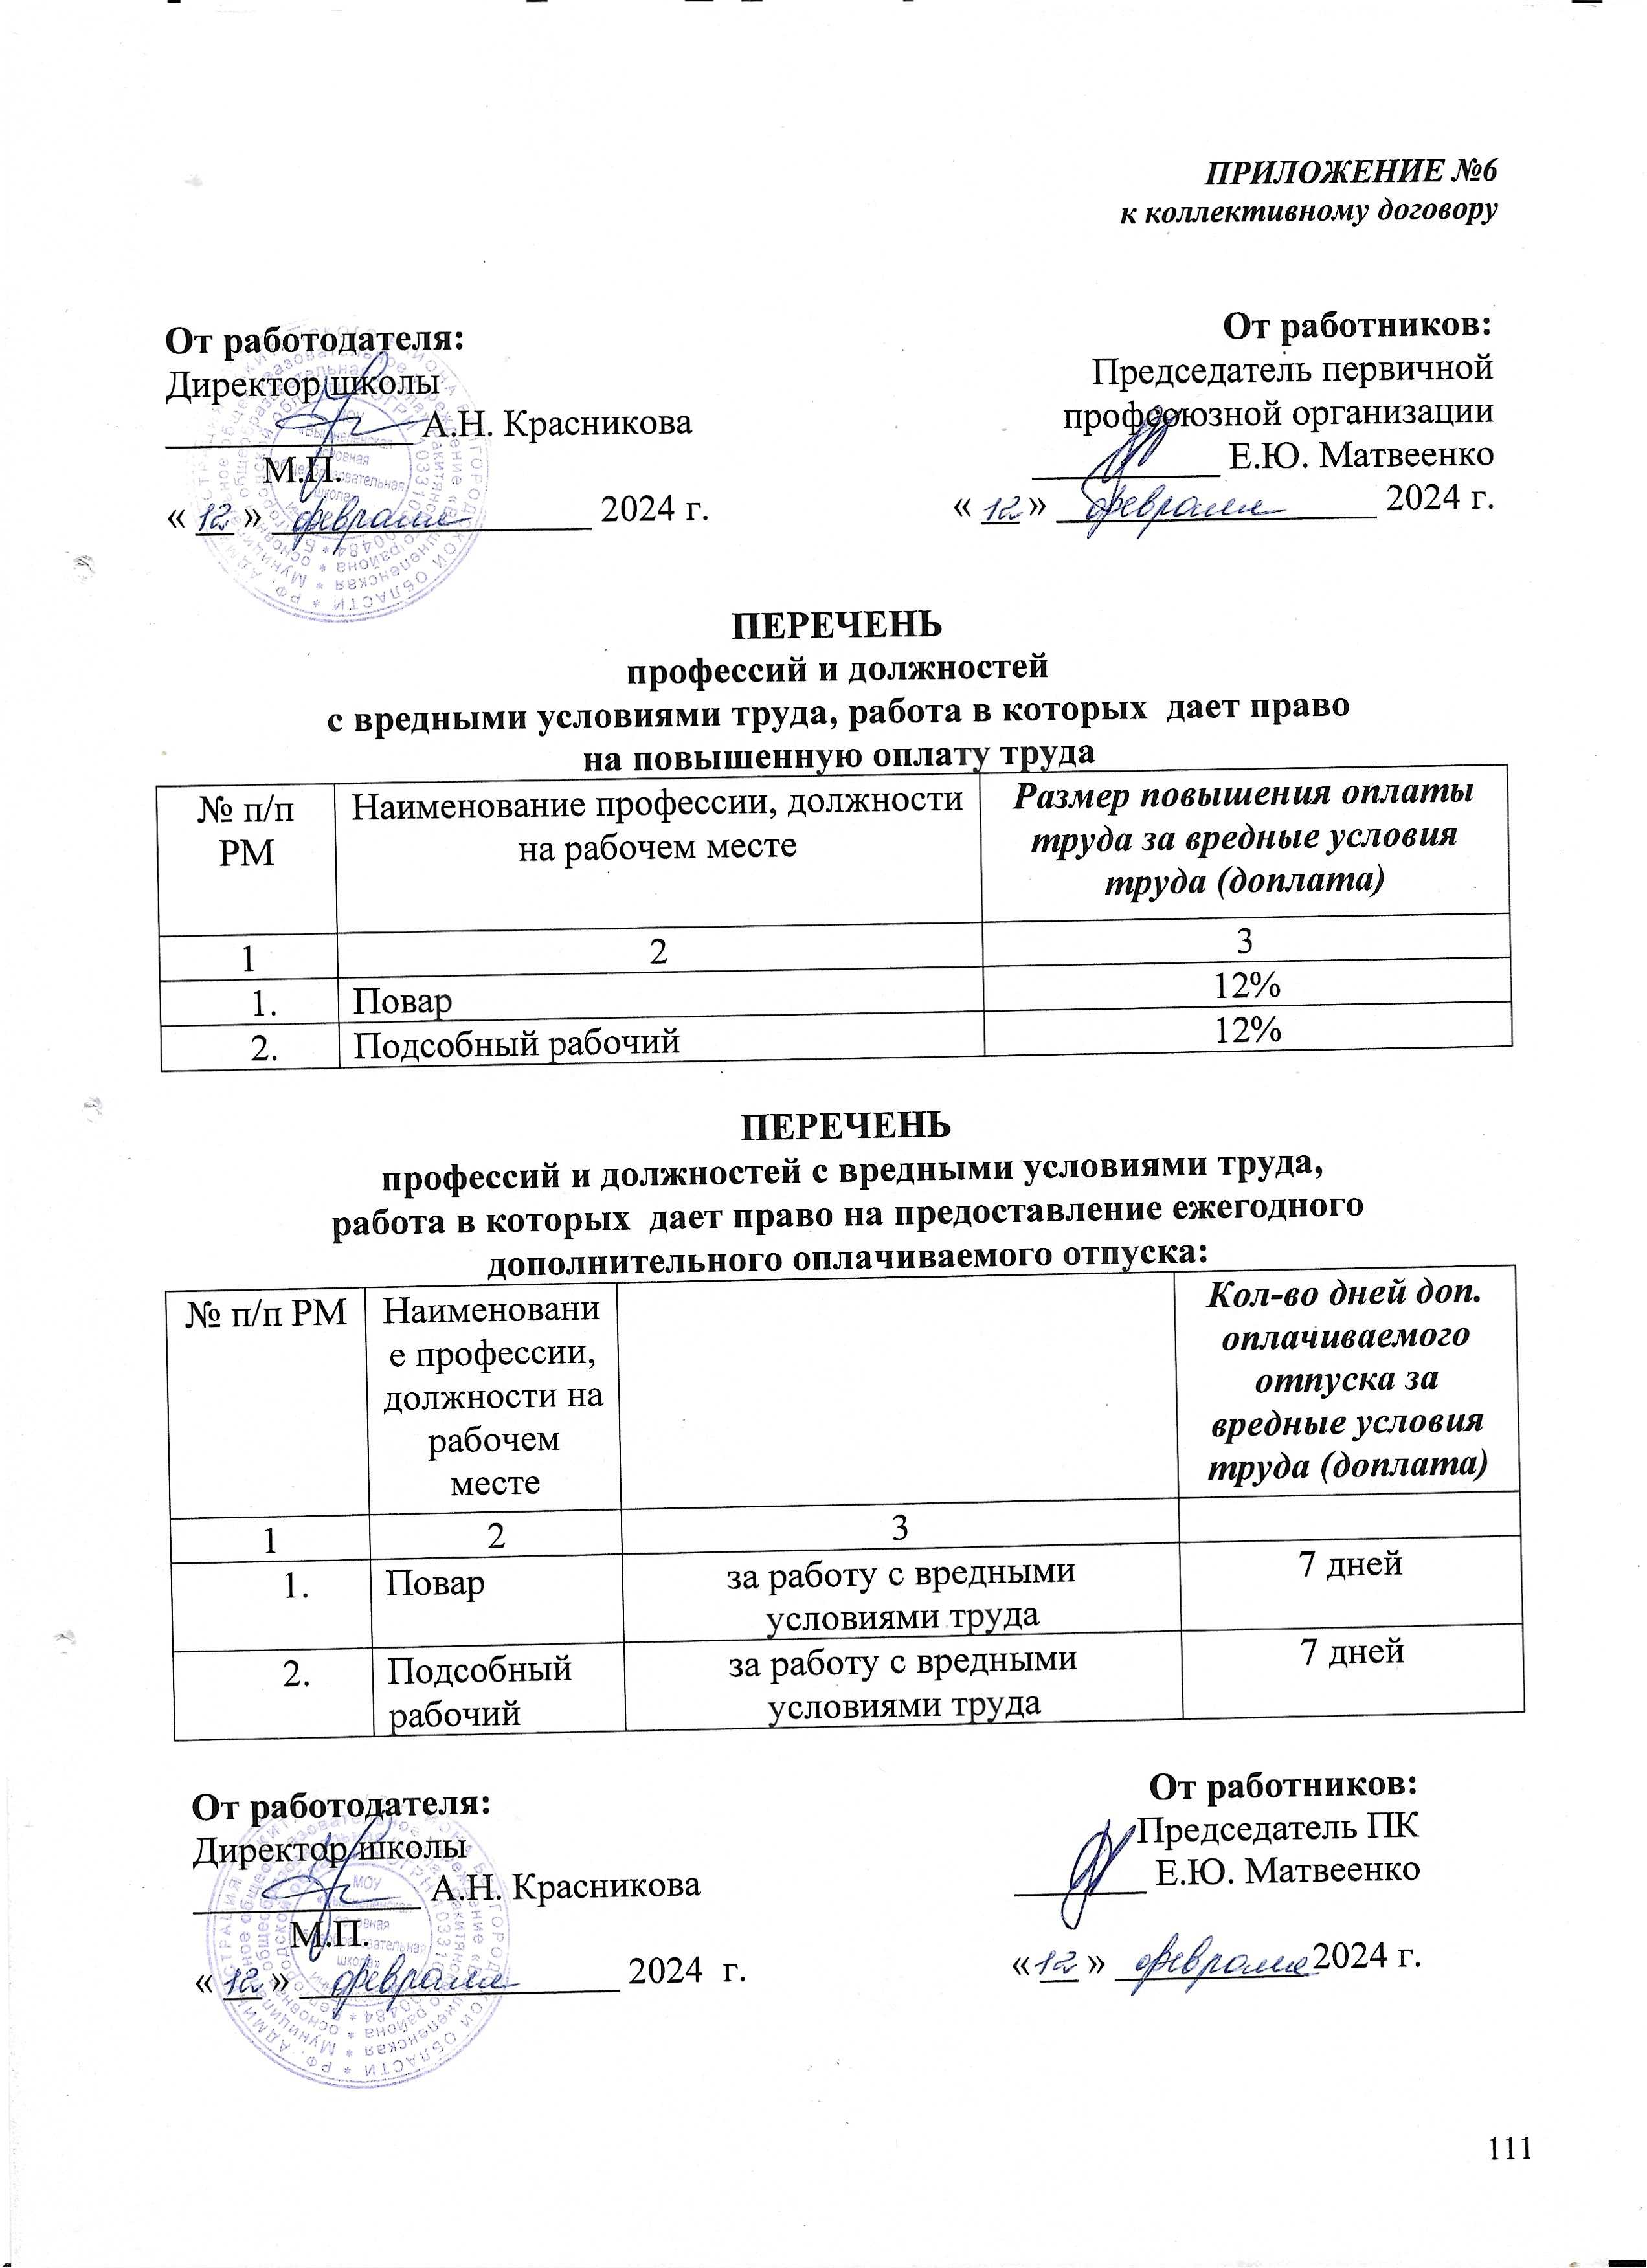 ПРИЛОЖЕНИЕ №6
к коллективному договору
От работодателя:
Директор школы
А.Н. Красникова
М.П.
« 12 » февраля 2024 г.
От работников:
Председатель первичной
профсоюзной организации
Е.Ю. Матвеенко
« 12 » февраля 2024 г.
ПЕРЕЧЕНЬ
профессий и должностей
с вредными условиями труда, работа в которых дает право
на повышенную оплату труда
№ п/п
РМ
Наименование профессии, должности
на рабочем месте
Размер повышения оплаты
труда за вредные условия
труда (доплата)
1 2 3
1. Повар 12%
2. Подсобный рабочий 12%
ПЕРЕЧЕНЬ
профессий и должностей с вредными условиями труда,
работа в которых дает право на предоставление ежегодного
дополнительного оплачиваемого отпуска:
№ п/п РМ
Наименовани
е профессии,
должности на
рабочем
месте
Кол-во дней доп.
оплачиваемого
отпуска за
вредные условия
труда (доплата)
1 2 3
1. Повар за работу с вредными 7 дней
условиями труда
2. Подсобный за работу с вредными 7 дней
рабочий условиями труда
От работодателя:
Директор школы
А.Н. Красникова
М.П.
« 12 » февраля 2024 г.
От работников:
Председатель ПК
Е.Ю. Матвеенко
« 12 » февраля 2024 г.
111